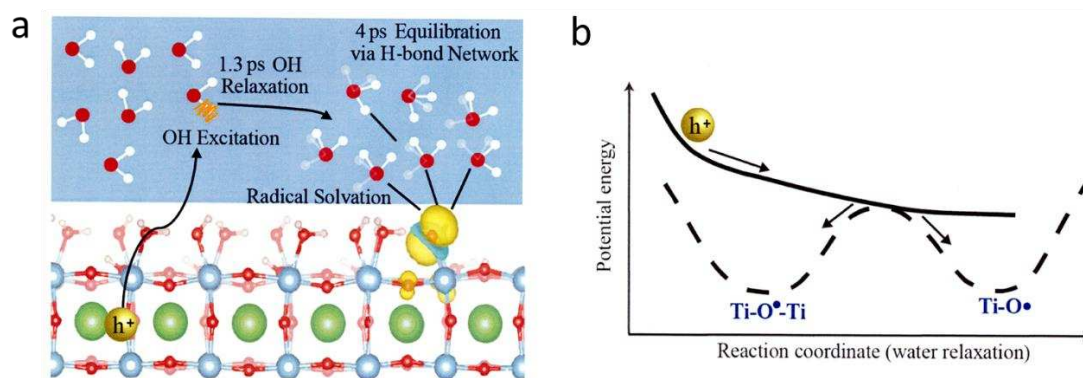 a
1.3 ps OH
Relaxation
4 ps Equilibration
via H-bond Network
OH Excitation
Radical Solvation
h+
b
Potential energy
h+
Ti-O•-Ti
Ti-O•
Reaction coordinate (water relaxation)